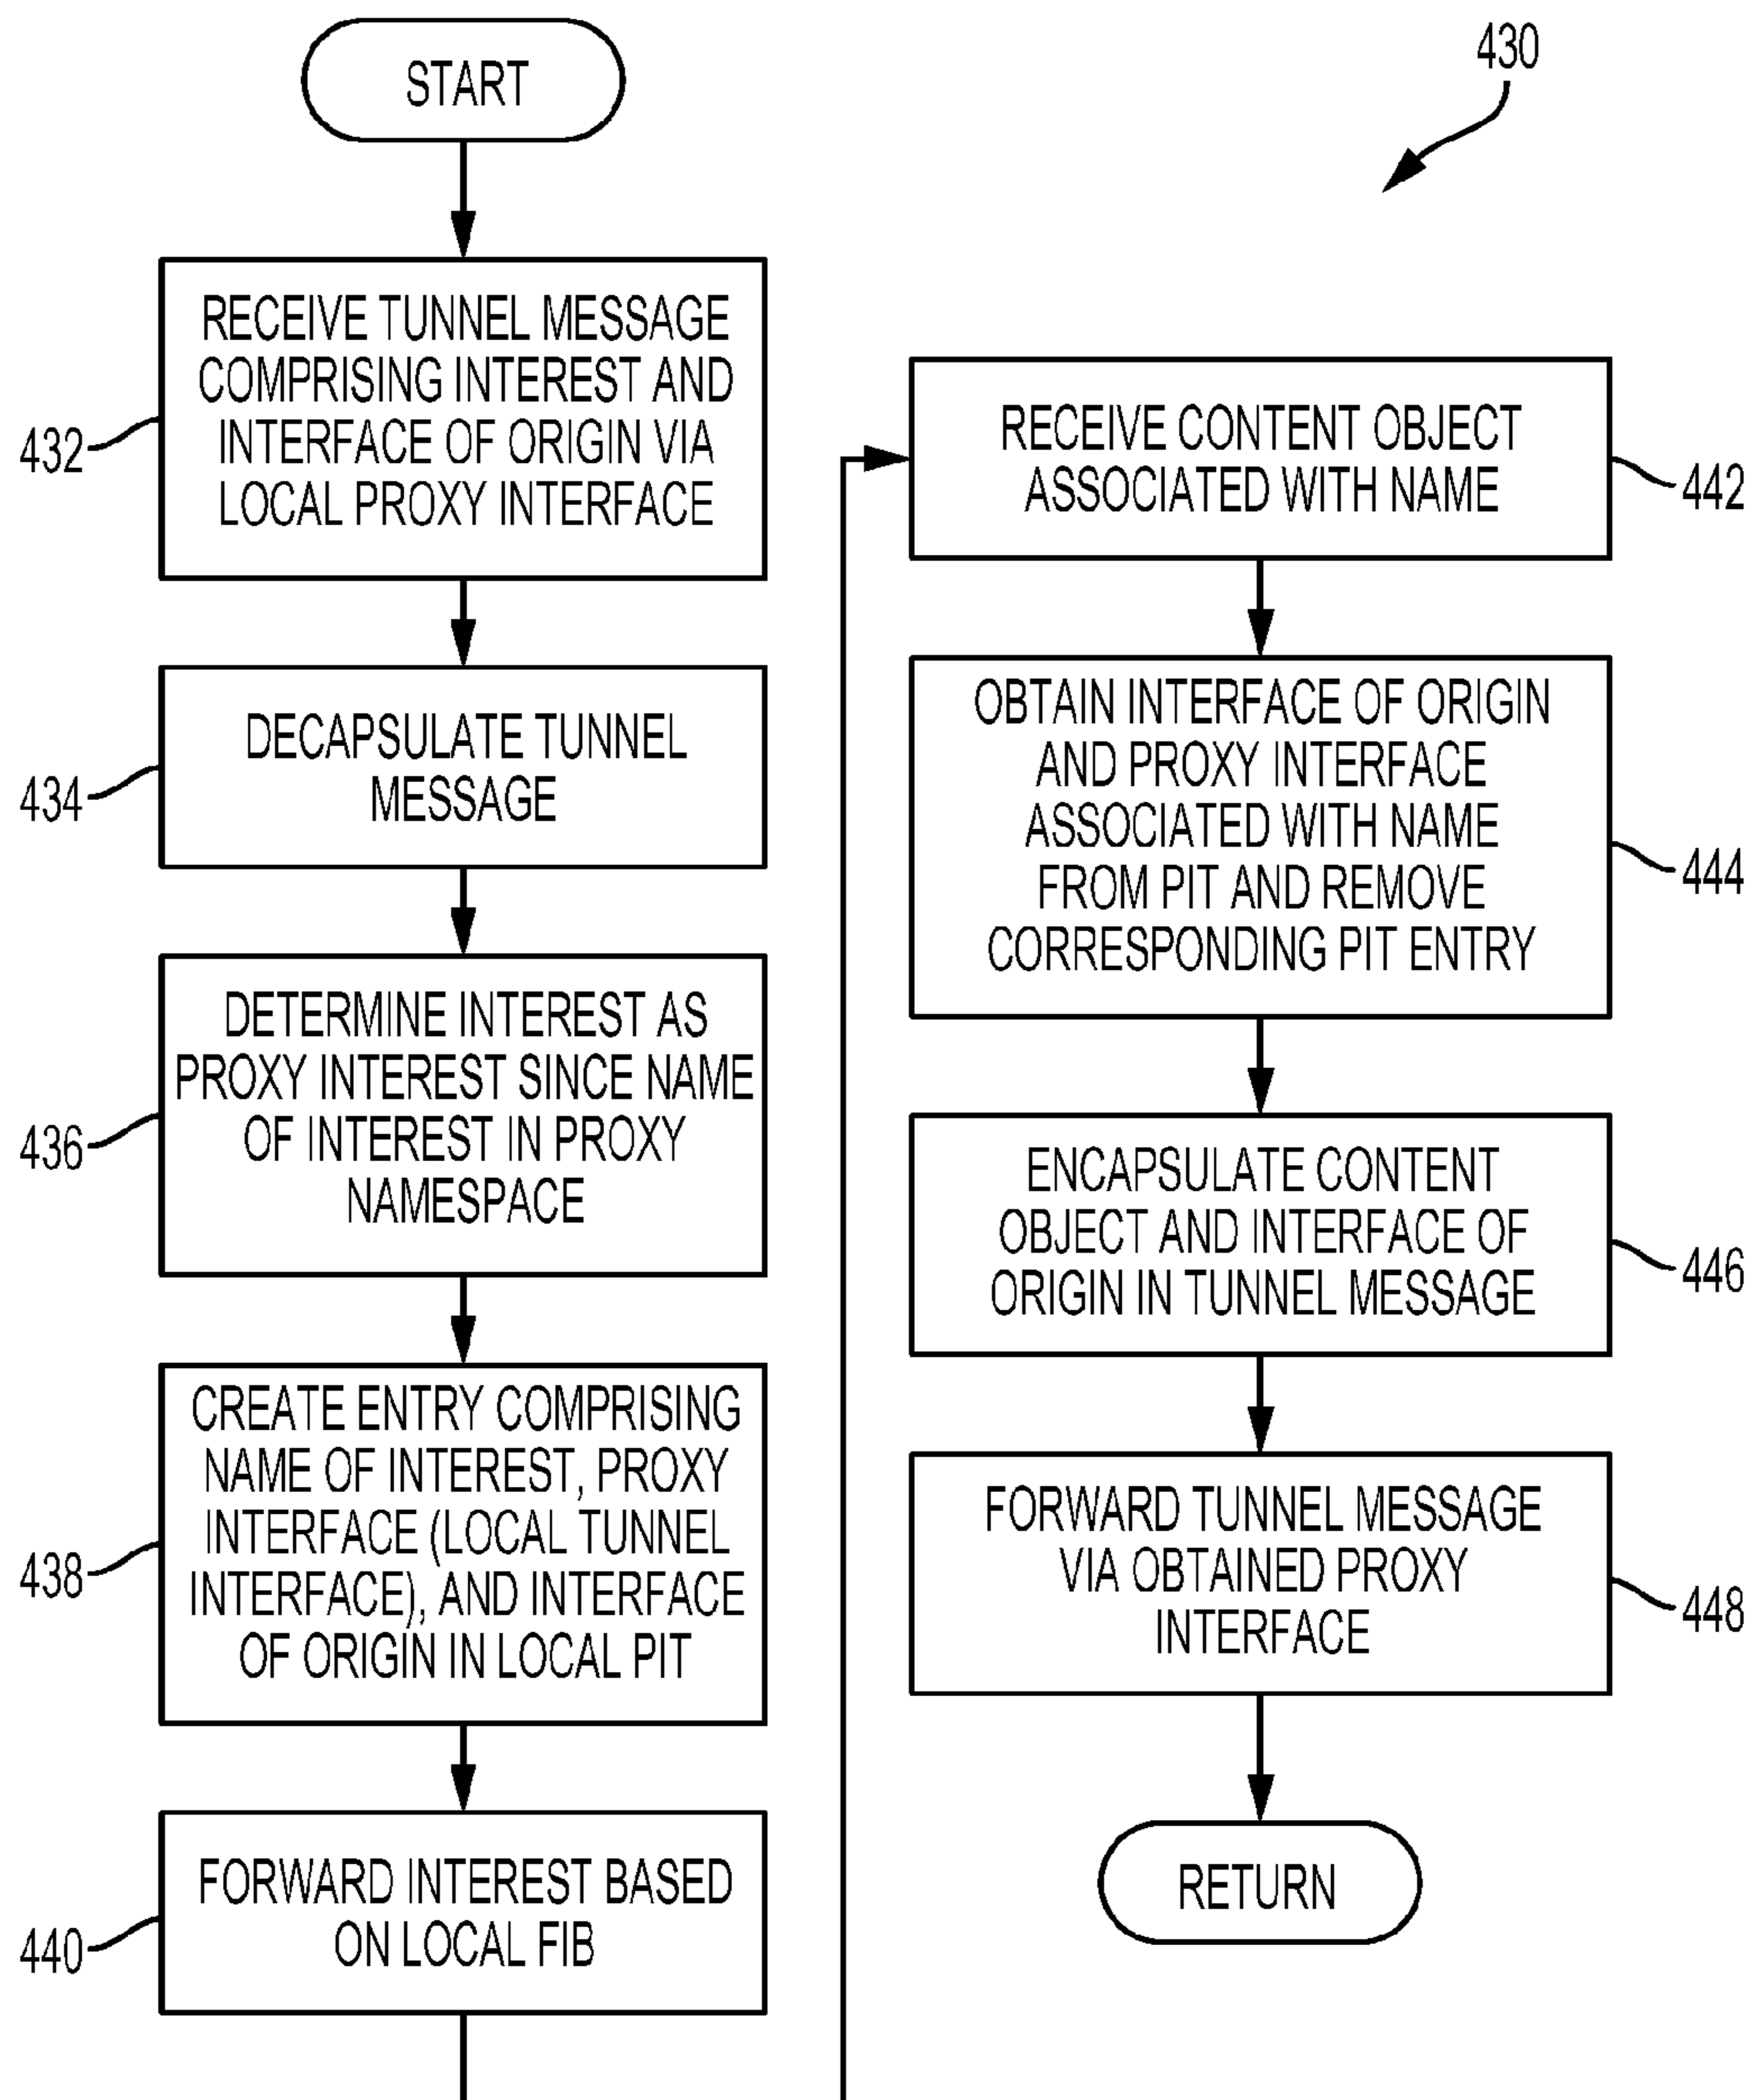 430
START
RECEIVE TUNNEL MESSAGE
COMPRISING INTEREST AND
INTERFACE OF ORIGIN VIA
LOCAL PROXY INTERFACE
432
DECAPSULATE TUNNEL
MESSAGE
434
DETERMINE INTEREST AS
PROXY INTEREST SINCE NAME
OF INTEREST IN PROXY
NAMESPACE
436
CREATE ENTRY COMPRISING
NAME OF INTEREST, PROXY
INTERFACE (LOCAL TUNNEL
INTERFACE), AND INTERFACE
OF ORIGIN IN LOCAL PIT
438
FORWARD INTEREST BASED
ON LOCAL FIB
440
RECEIVE CONTENT OBJECT
ASSOCIATED WITH NAME
442
OBTAIN INTERFACE OF ORIGIN
AND PROXY INTERFACE
ASSOCIATED WITH NAME
FROM PIT AND REMOVE
CORRESPONDING PIT ENTRY
444
ENCAPSULATE CONTENT
OBJECT AND INTERFACE OF
ORIGIN IN TUNNEL MESSAGE
446
FORWARD TUNNEL MESSAGE
VIA OBTAINED PROXY
INTERFACE
448
RETURN